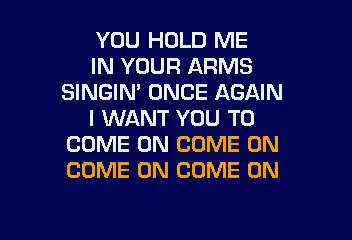 YOU HOLD ME
IN YOUR ARMS
SINGIN' ONCE AGAIN
I WANT YOU TO
COME ON COME ON
COME ON COME ON